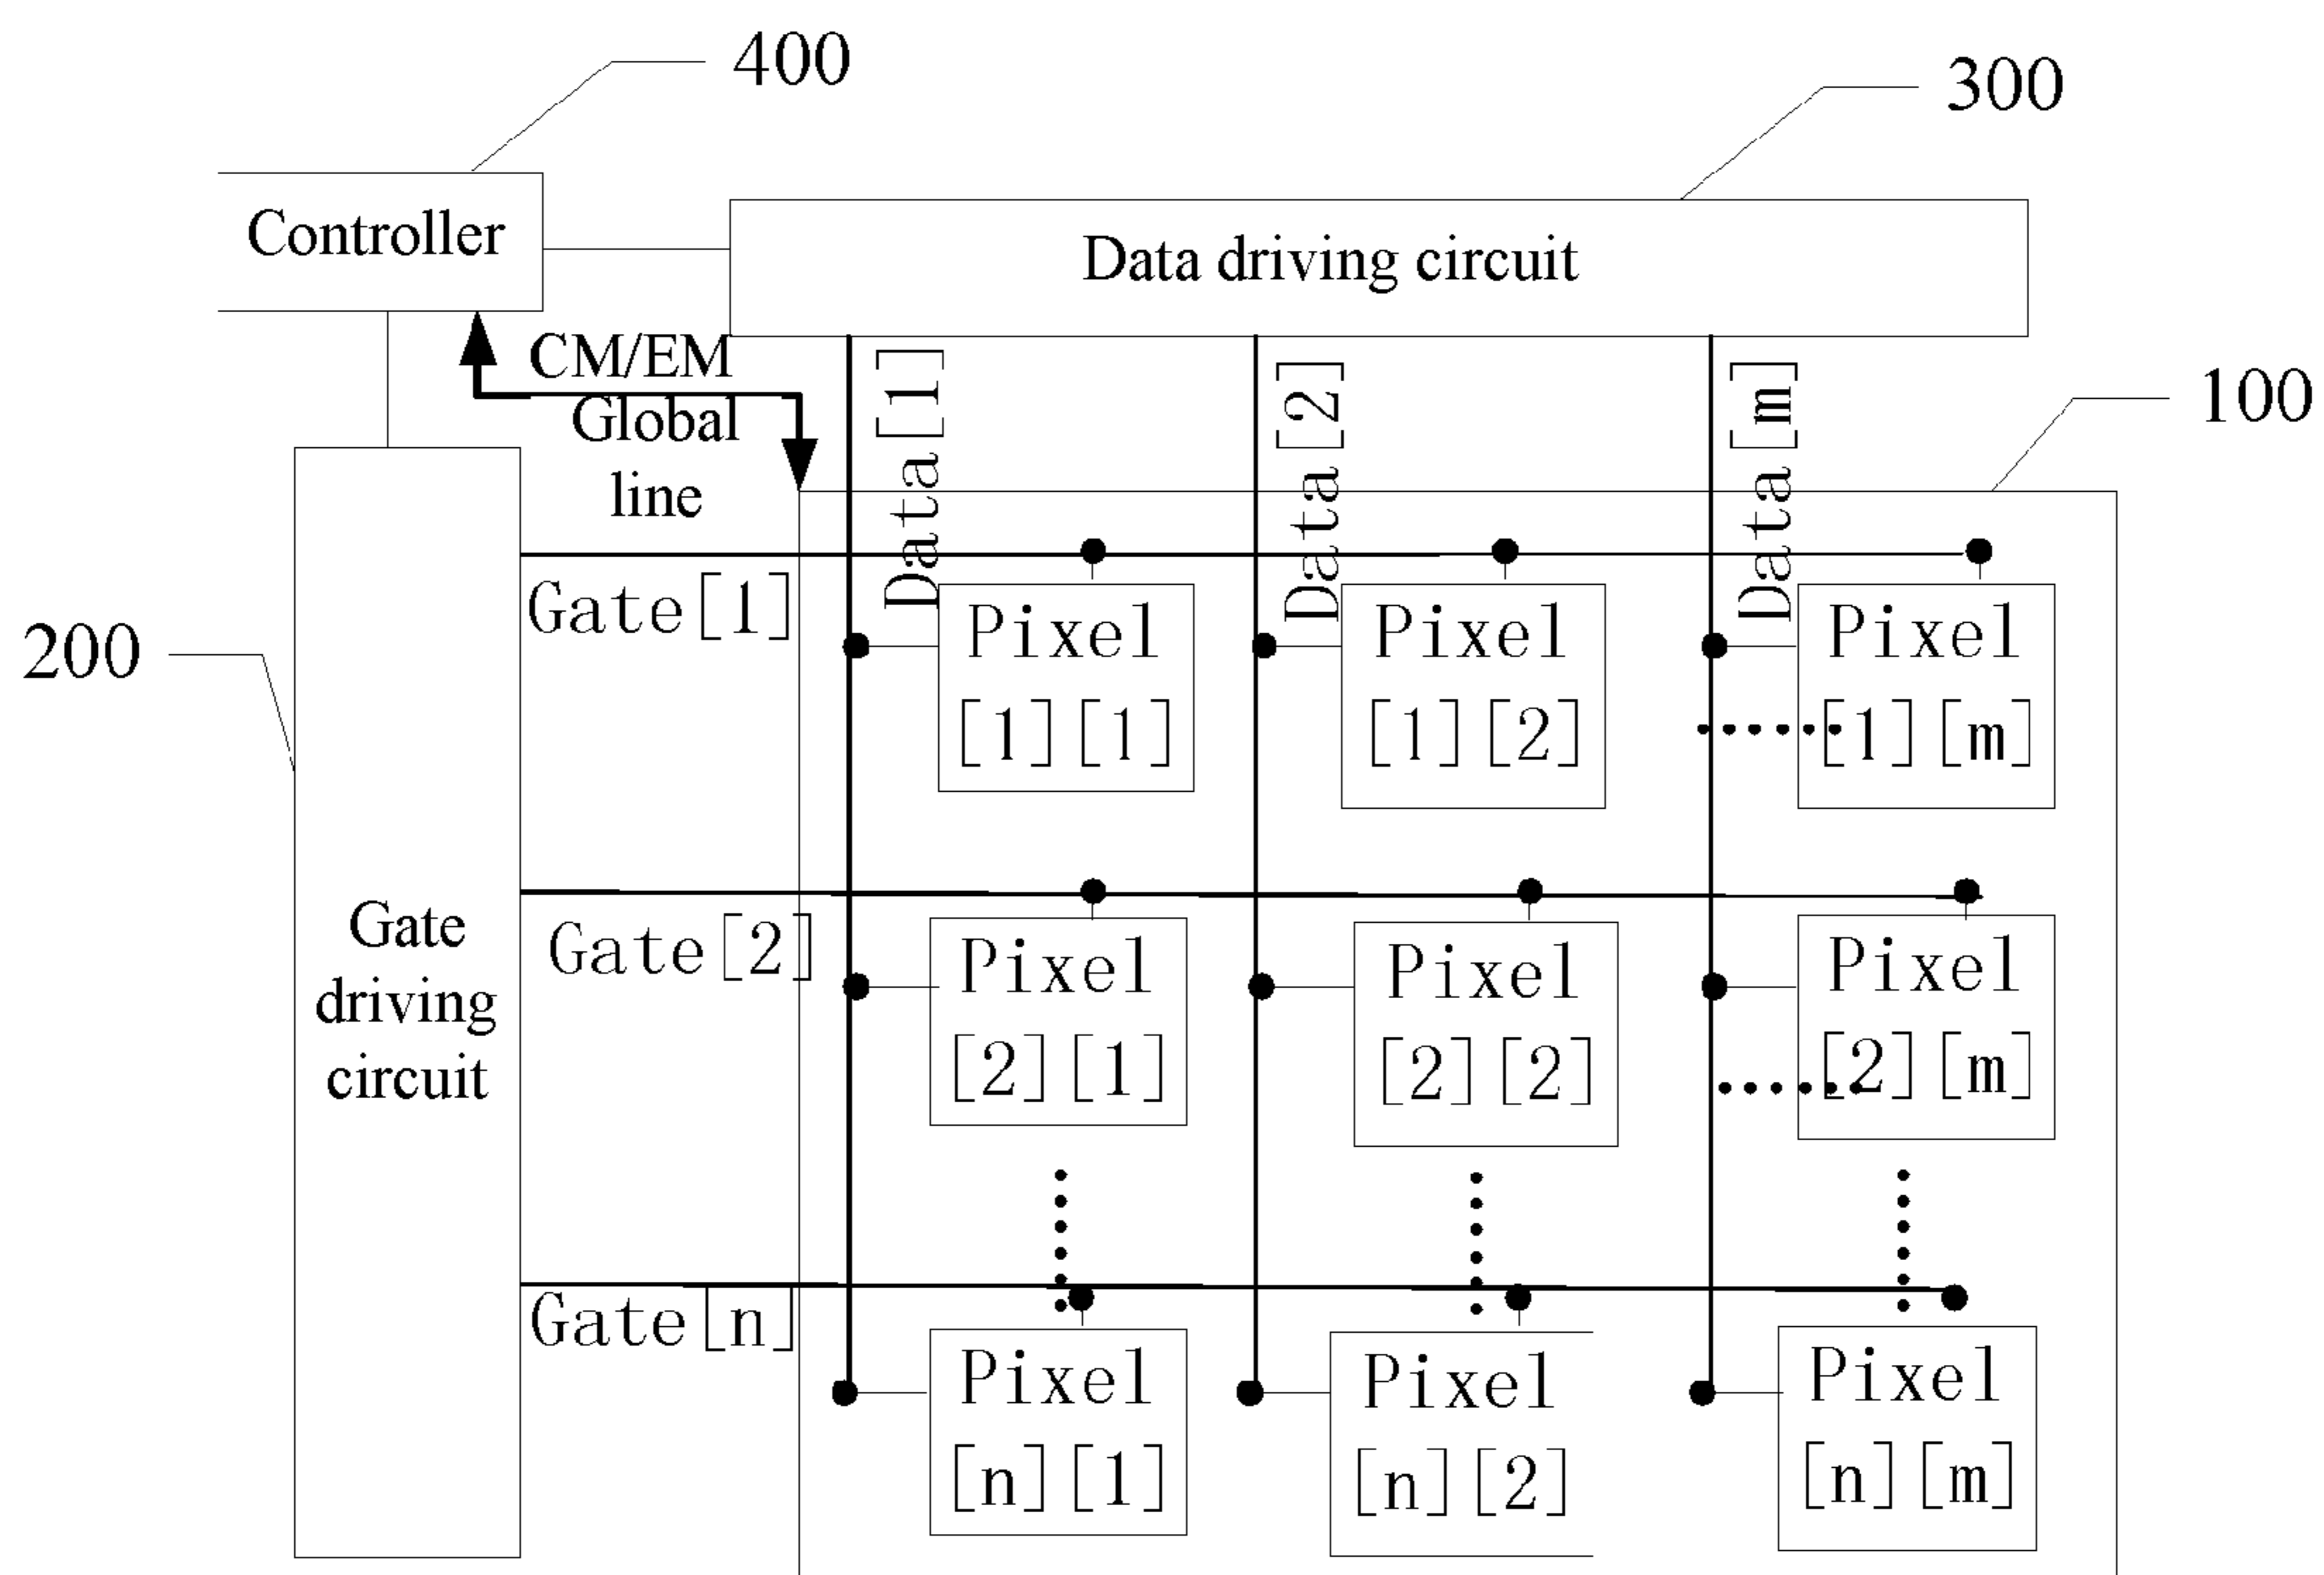 400
300
Controller
Data driving circuit
CM/EM
Global
line
Data[1]
Data[2]
Data[m]
100
Gate[1]
200
Pixel
[1][1]
Pixel
[1][2]
......
Pixel
[1][m]
Gate
driving
circuit
Gate[2]
Pixel
[2][1]
Pixel
[2][2]
......
Pixel
[2][m]
Gate[n]
Pixel
[n][1]
Pixel
[n][2]
Pixel
[n][m]